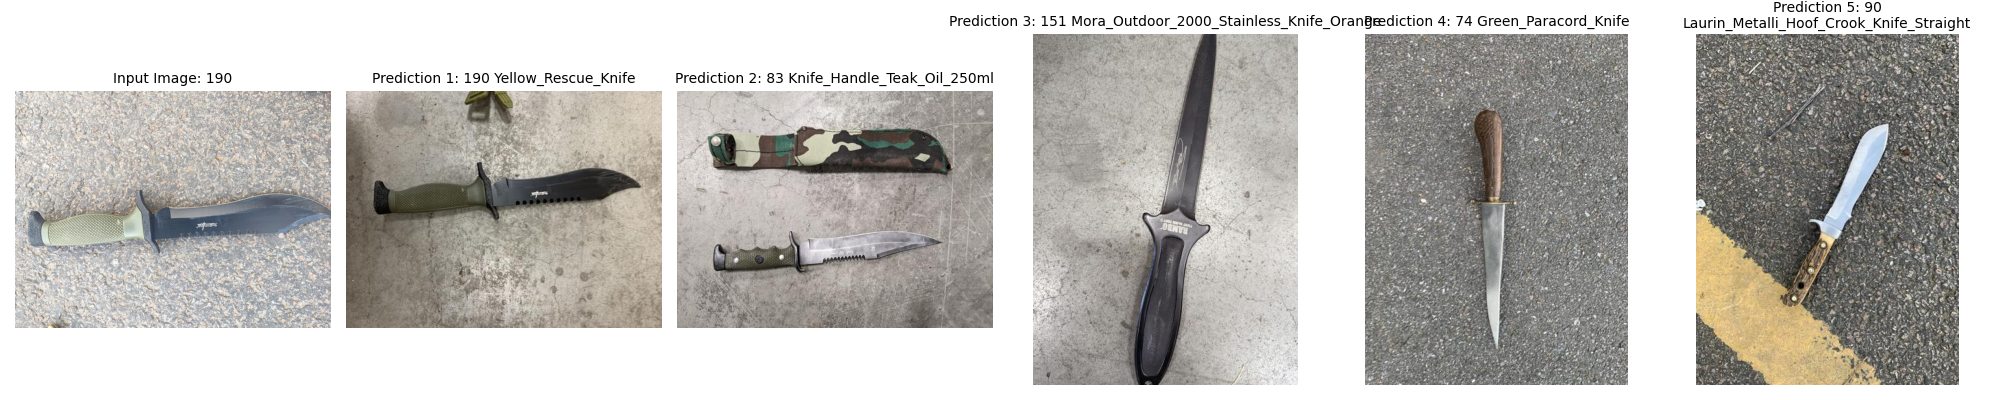 Input Image: 190
Prediction 1: 190 Yellow_Rescue_Knife
Prediction 2: 83 Knife_Handle_Teak_Oil_250ml
Prediction 3: 151 Mora_Outdoor_2000_Stainless_Knife_Orange
Prediction 4: 74 Green_Paracord_Knife
Prediction 5: 90
Laurin_Metalli_Hoof_Crook_Knife_Straight
RAMBO